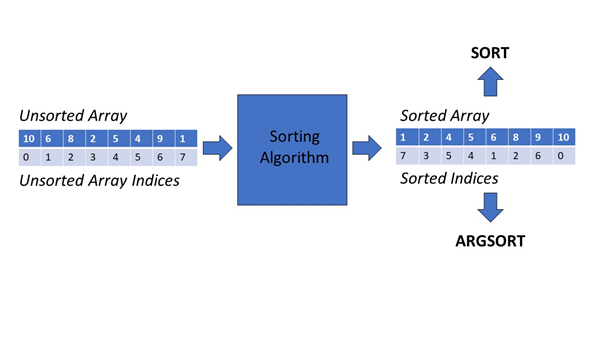 SORT
Unsorted Array
10 6 8 2 5 4 9 1
0 1 2 3 4 5 6 7
Unsorted Array Indices
Sorting
Algorithm
Sorted Array
1 2 4 5 6 8 9 10
7 3 5 4 1 2 6 0
Sorted Indices
ARGSORT